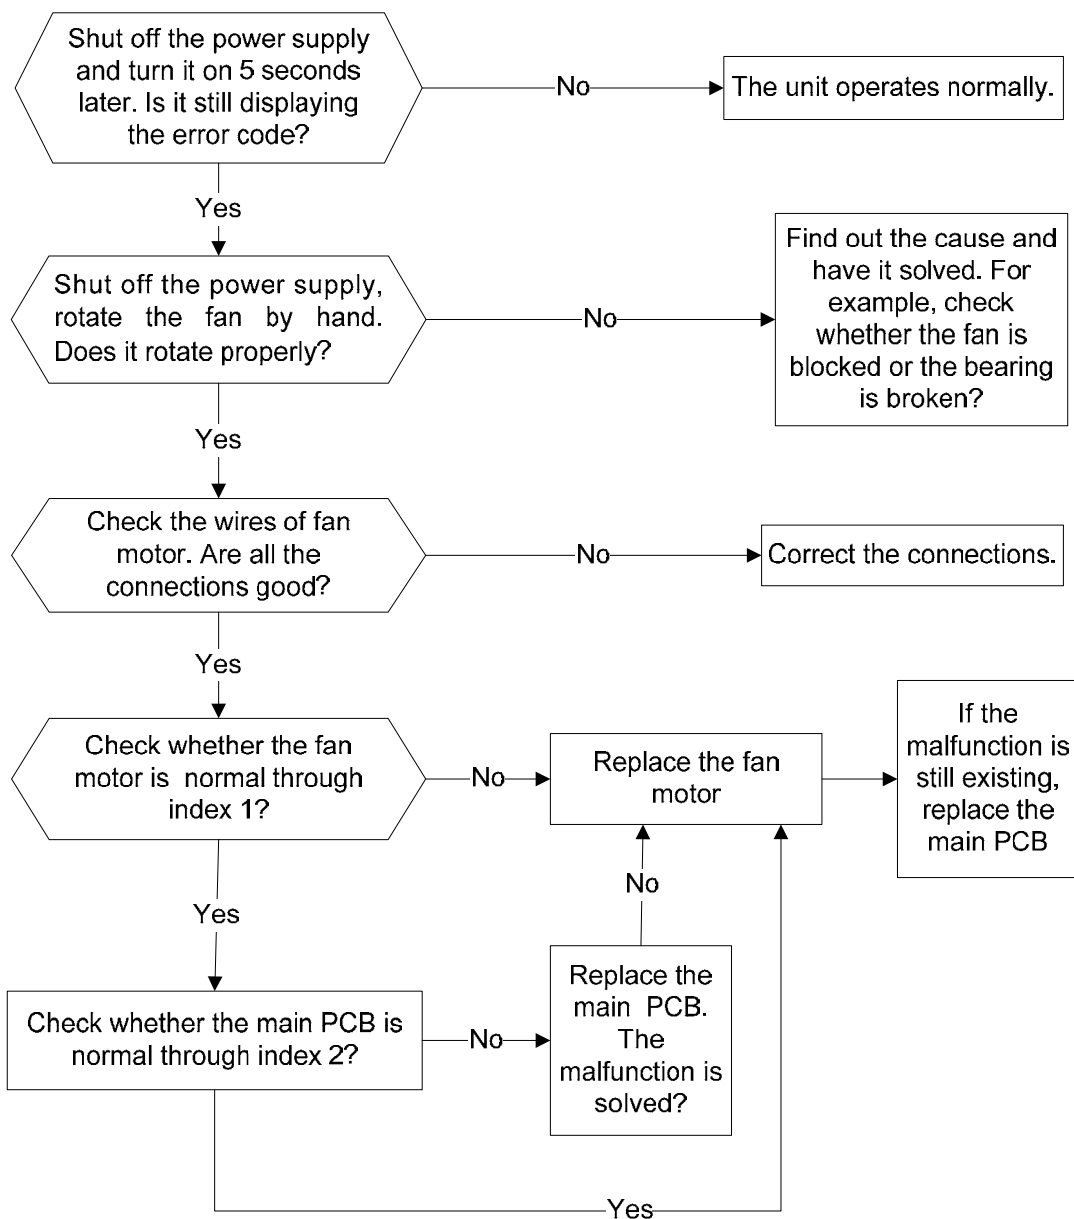 Shut off the power supply
and turn it on 5 seconds
later. Is it still displaying
the error code?
No
The unit operates normally.
Yes
Shut off the power supply,
rotate the fan by hand.
Does it rotate properly?
No
Find out the cause and
have it solved. For
example, check
whether the fan is
blocked or the bearing
is broken?
Yes
Check the wires of fan
motor. Are all the
connections good?
No
Correct the connections.
Yes
Check whether the fan
motor is normal through
index 1?
No
Replace the fan
motor
If the
malfunction is
still existing,
replace the
main PCB
Yes
No
Check whether the main PCB is
normal through index 2?
No
Replace the
main PCB.
The
malfunction is
solved?
Yes